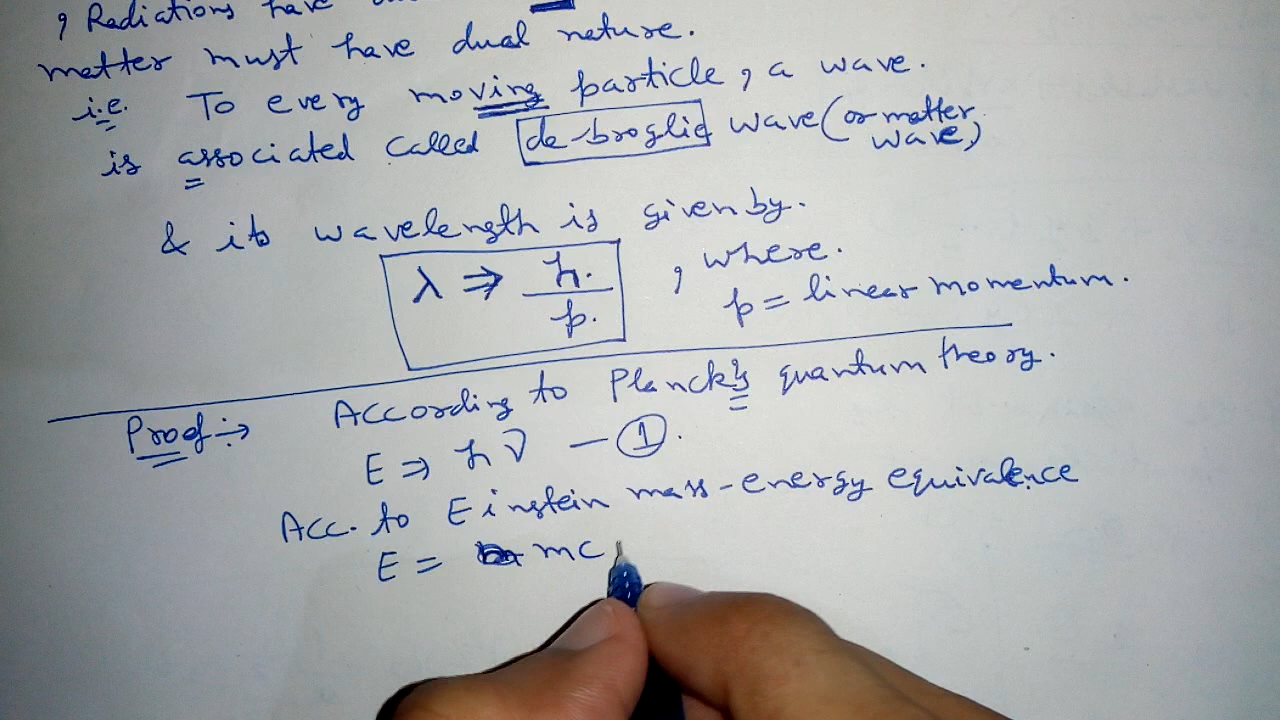 , Radiations have
matter must have dual nature.
i.e. To every moving particle, a wave.
is associated called de-broglie wave (or matter
wave,)
& its wavelength is given by.
λ ⇒ h. / p. , where.
p = linear momentum.
Proof :→ According to Planck's quantum theory.
E ⇒ hν — ①.
Acc. to Einstein mass-energy equivalence
E = mc